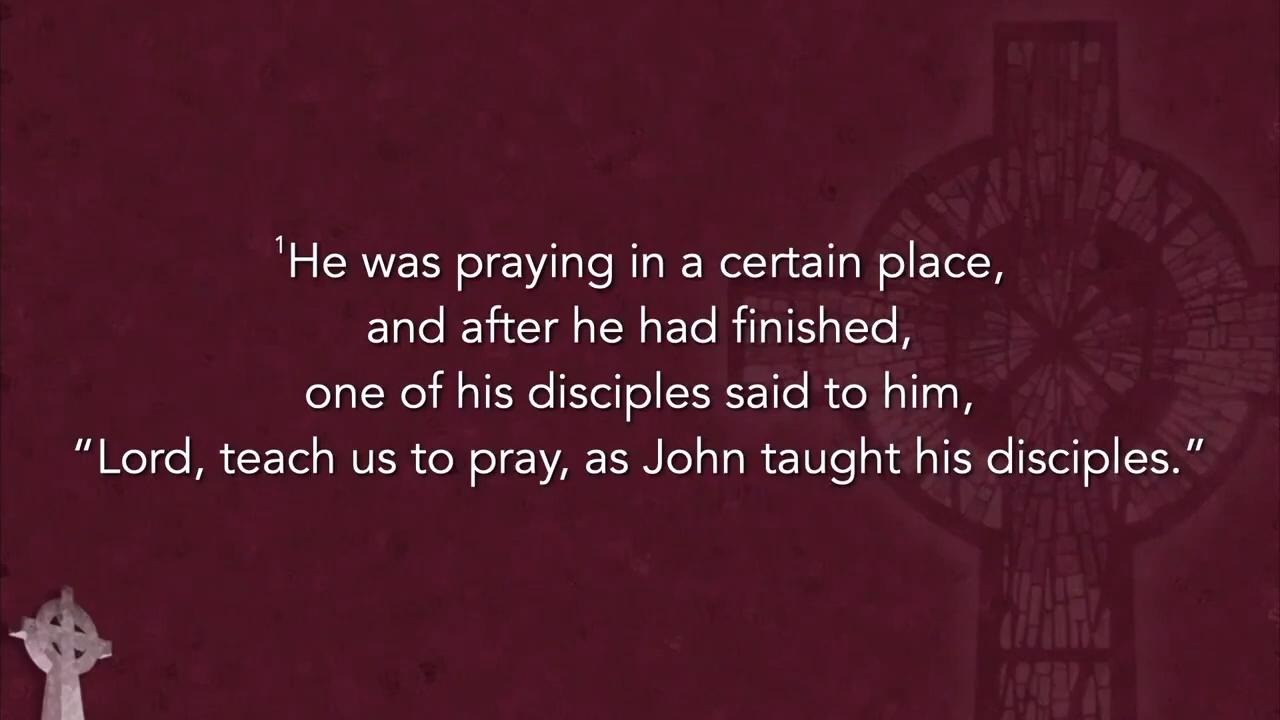 ¹He was praying in a certain place,
and after he had finished,
one of his disciples said to him,
“Lord, teach us to pray, as John taught his disciples.”